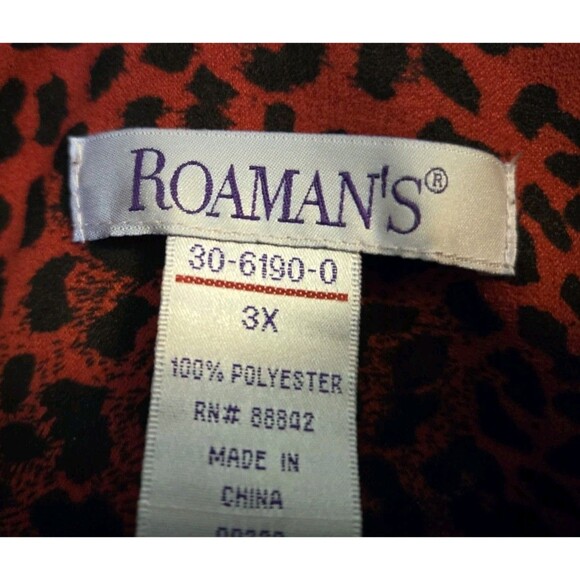 ROAMAN'S®
30-6190-0
3X
100% POLYESTER
RN# 88842
MADE IN
CHINA